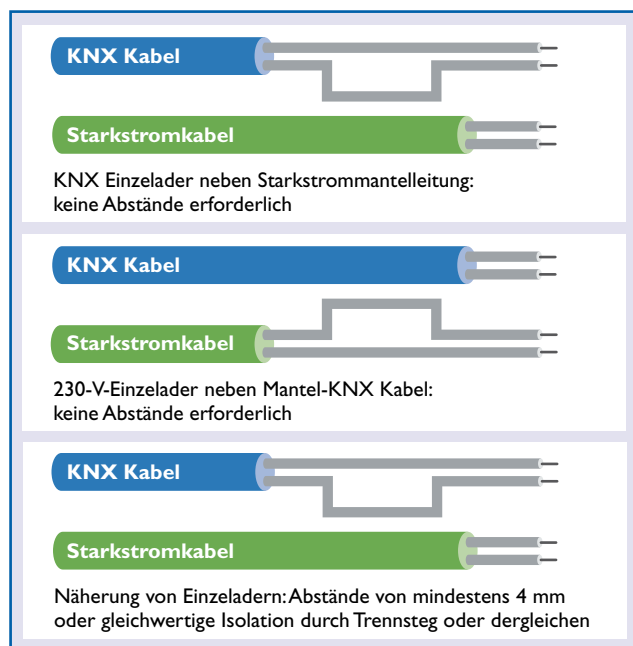 KNX Kabel
Starkstromkabel
KNX Einzelader neben Starkstrommantelleitung:
keine Abstände erforderlich
KNX Kabel
Starkstromkabel
230-V-Einzelader neben Mantel-KNX Kabel:
keine Abstände erforderlich
KNX Kabel
Starkstromkabel
Näherung von Einzeladern: Abstände von mindestens 4 mm
oder gleichwertige Isolation durch Trennsteg oder dergleichen